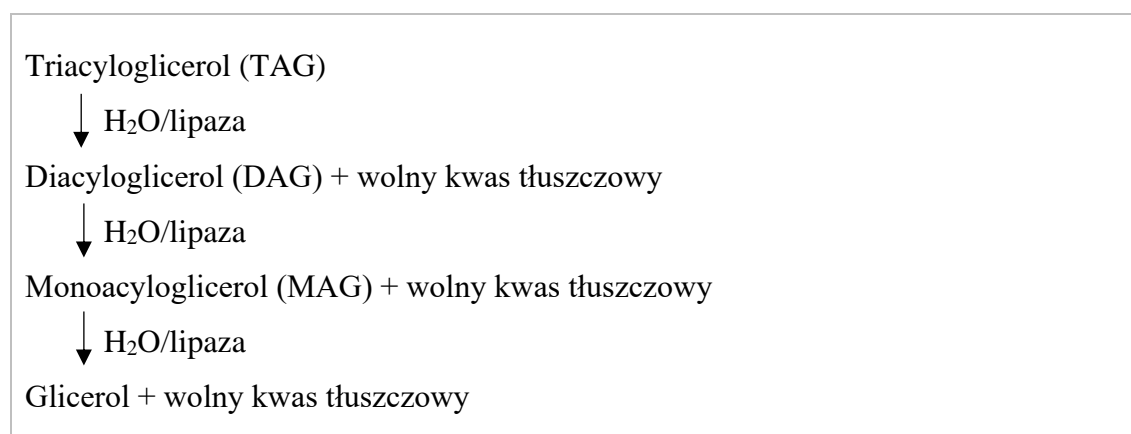 Triacyloglicerol (TAG)
H₂O/lipaza
Diacyloglicerol (DAG) + wolny kwas tłuszczowy
H₂O/lipaza
Monoacyloglicerol (MAG) + wolny kwas tłuszczowy
H₂O/lipaza
Glicerol + wolny kwas tłuszczowy